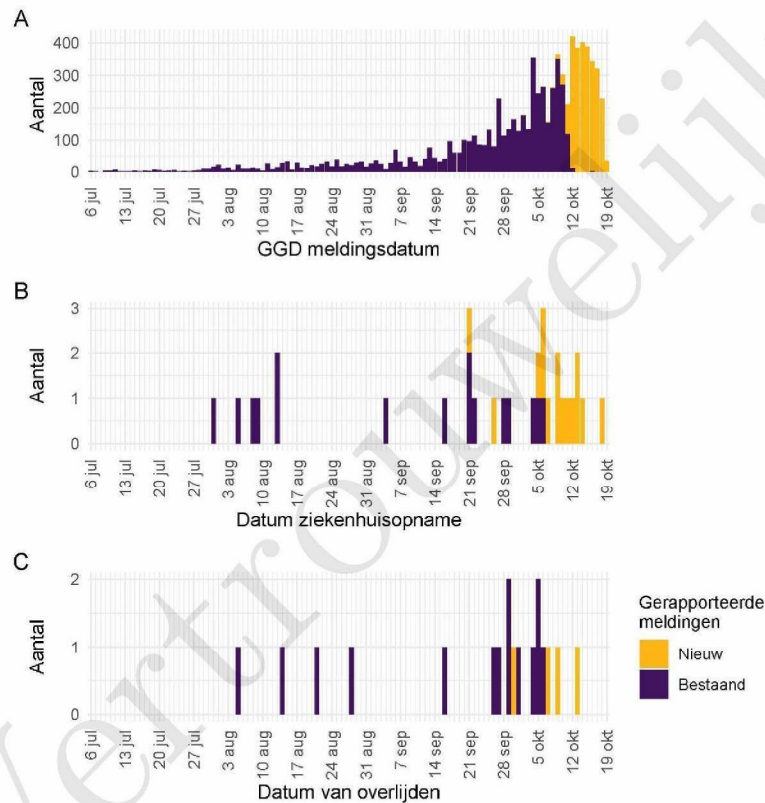 A
Aantal
400
300
200
100
0
6 jul 13 jul 20 jul 27 jul 3 aug 10 aug 17 aug 24 aug 31 aug 7 sep 14 sep 21 sep 28 sep 5 okt 12 okt 19 okt
GGD meldingsdatum
B
Aantal
3
2
1
0
6 jul 13 jul 20 jul 27 jul 3 aug 10 aug 17 aug 24 aug 31 aug 7 sep 14 sep 21 sep 28 sep 5 okt 12 okt 19 okt
Datum ziekenhuisopname
C
Aantal
2
1
0
6 jul 13 jul 20 jul 27 jul 3 aug 10 aug 17 aug 24 aug 31 aug 7 sep 14 sep 21 sep 28 sep 5 okt 12 okt 19 okt
Datum van overlijden
Gerapporteerde
meldingen
Nieuw
Bestaand
Vertrouwelijk